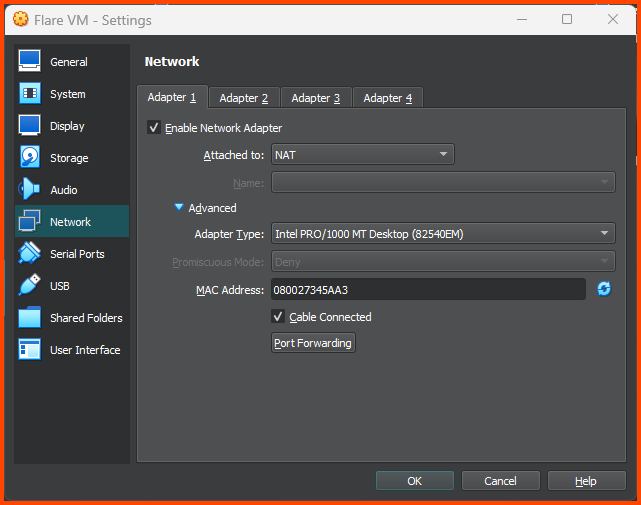 Flare VM - Settings
General
System
Display
Storage
Audio
Network
Serial Ports
USB
Shared Folders
User Interface
Network
Adapter 1 Adapter 2 Adapter 3 Adapter 4
Enable Network Adapter
Attached to: NAT
Name:
Advanced
Adapter Type: Intel PRO/1000 MT Desktop (82540EM)
Promiscuous Mode: Deny
MAC Address: 080027345AA3
Cable Connected
Port Forwarding
OK Cancel Help